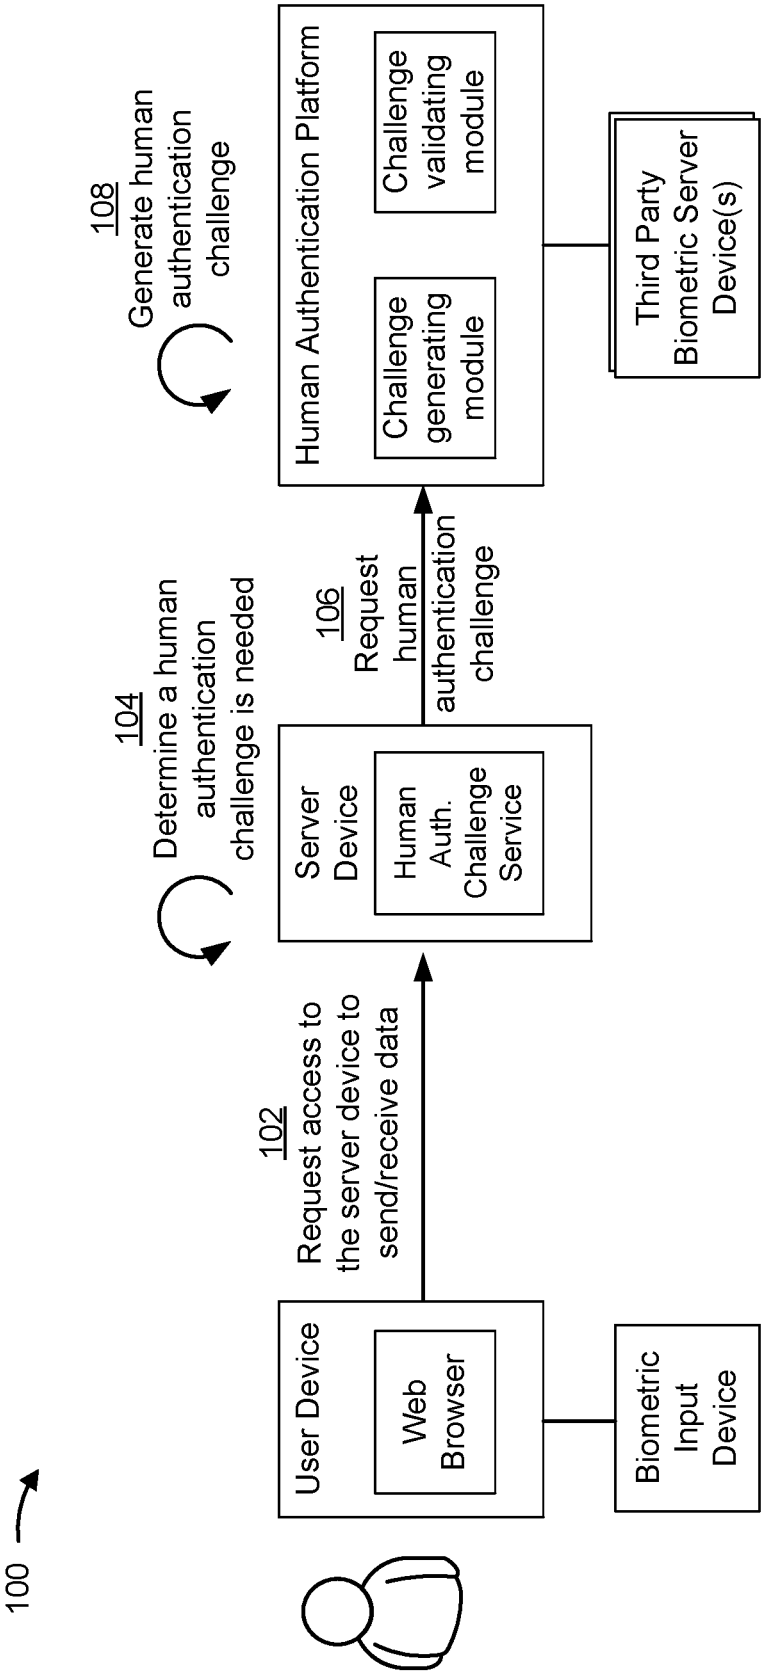 100
User Device
Web
Browser
Biometric
Input
Device
102
Request access to
the server device to
send/receive data
104
Determine a human
authentication
challenge is needed
Server
Device
Human
Auth.
Challenge
Service
106
Request
human
authentication
challenge
108
Generate human
authentication
challenge
Human Authentication Platform
Challenge
generating
module
Challenge
validating
module
Third Party
Biometric Server
Device(s)